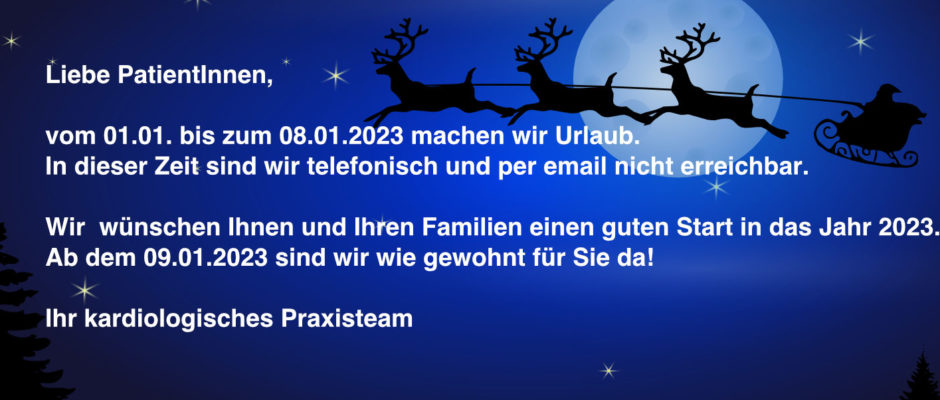 Liebe PatientInnen,
vom 01.01. bis zum 08.01.2023 machen wir Urlaub.
In dieser Zeit sind wir telefonisch und per email nicht erreichbar.
Wir  wünschen Ihnen und Ihren Familien einen guten Start in das Jahr 2023.
Ab dem 09.01.2023 sind wir wie gewohnt für Sie da!
Ihr kardiologisches Praxisteam